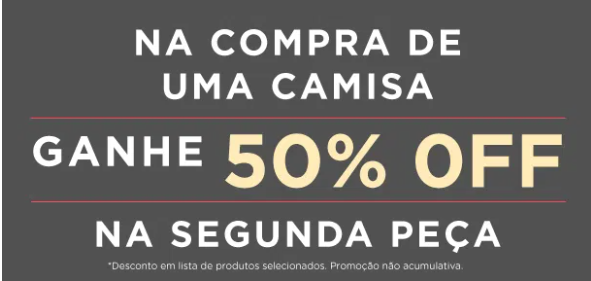 NA COMPRA DE
UMA CAMISA
GANHE 50% OFF
NA SEGUNDA PEÇA
*Desconto em lista de produtos selecionados. Promoção não acumulativa.